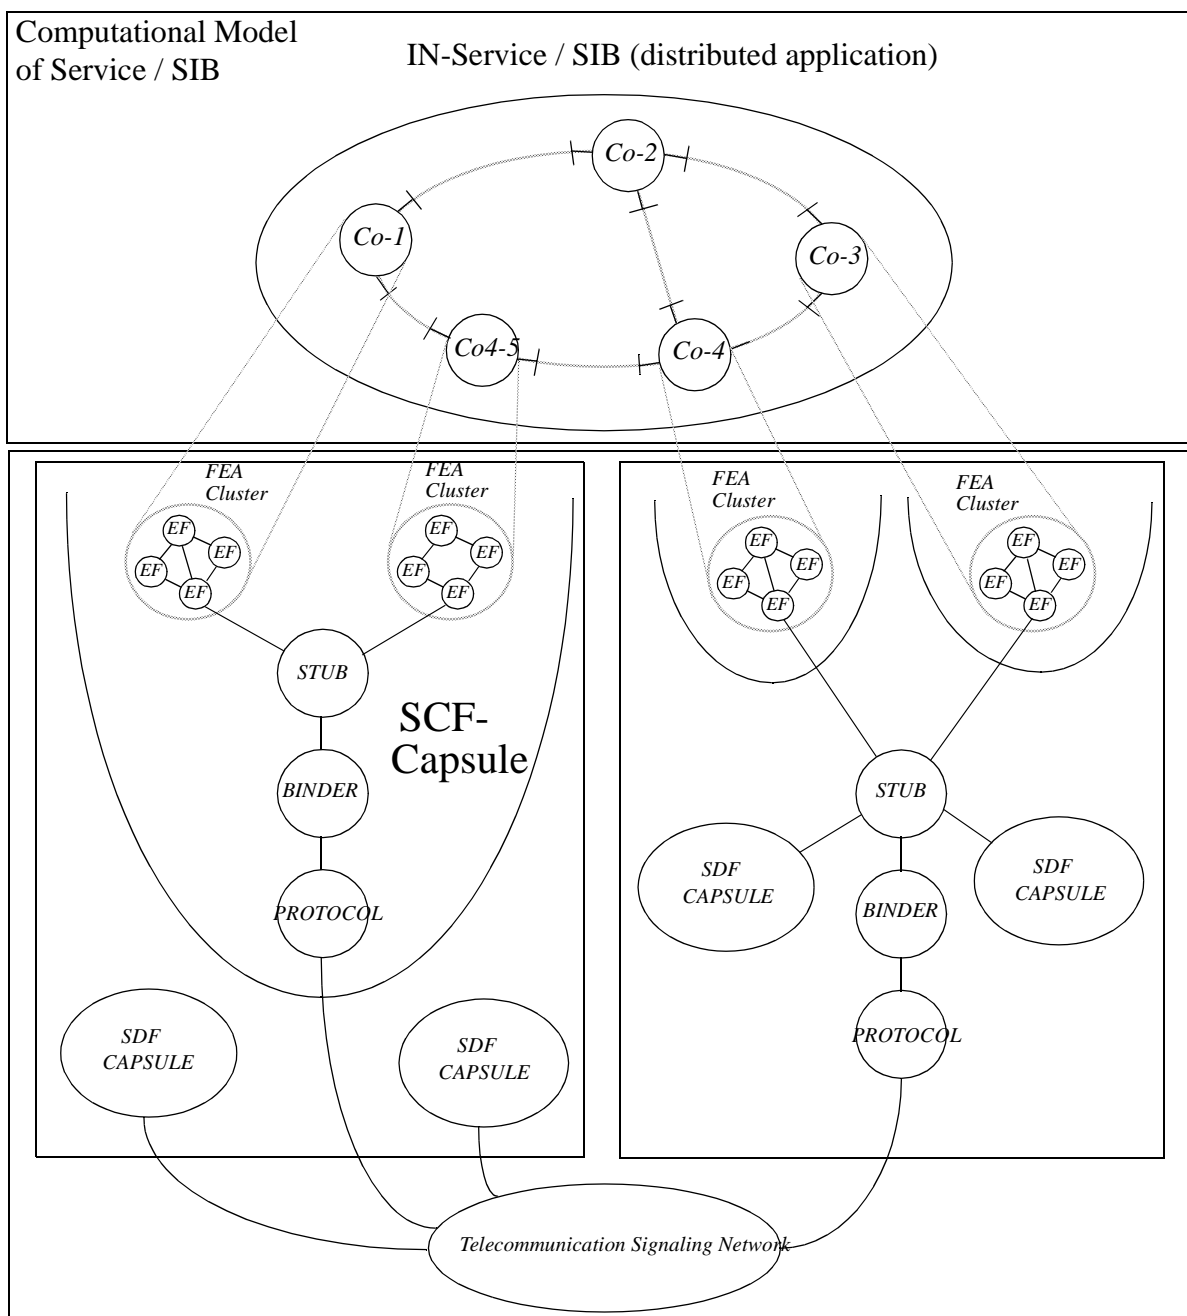 Computational Model
of Service / SIB
IN-Service / SIB (distributed application)
Co-2
Co-1
Co-3
Co4-5
Co-4
FEA
Cluster
EF
EF
EF
EF
FEA
Cluster
EF
EF
EF
EF
STUB
SCF-
Capsule
BINDER
PROTOCOL
SDF
CAPSULE
SDF
CAPSULE
FEA
Cluster
EF
EF
EF
EF
FEA
Cluster
EF
EF
EF
EF
STUB
SDF
CAPSULE
SDF
CAPSULE
BINDER
PROTOCOL
Telecommunication Signaling Network